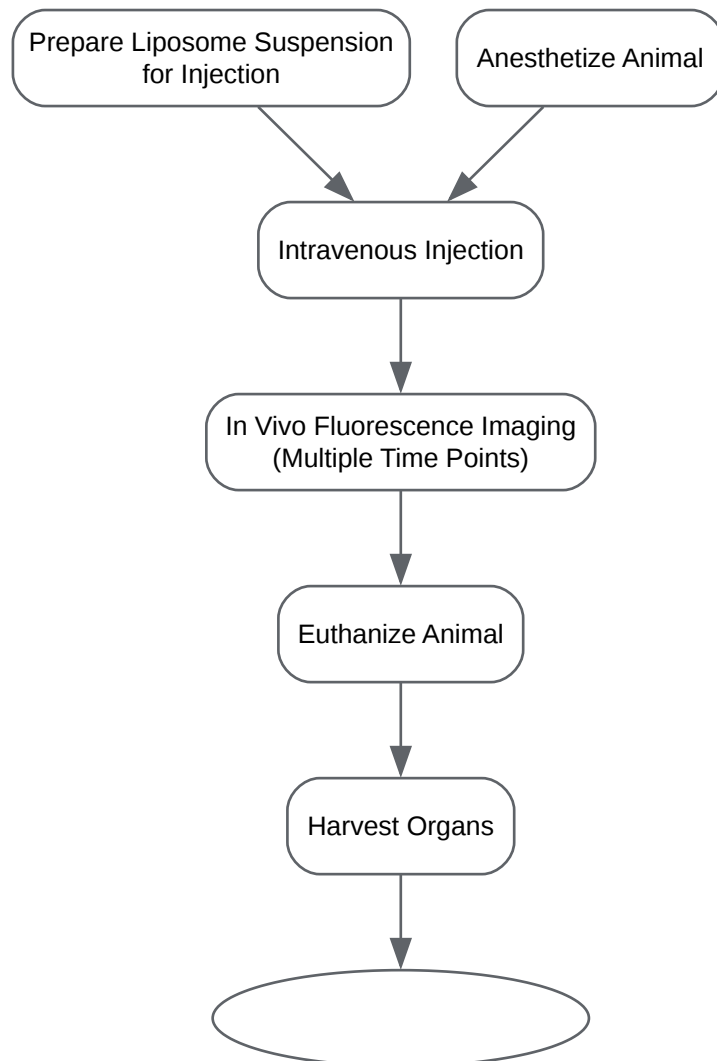 Prepare Liposome Suspension
for Injection
Anesthetize Animal
Intravenous Injection
In Vivo Fluorescence Imaging
(Multiple Time Points)
Euthanize Animal
Harvest Organs